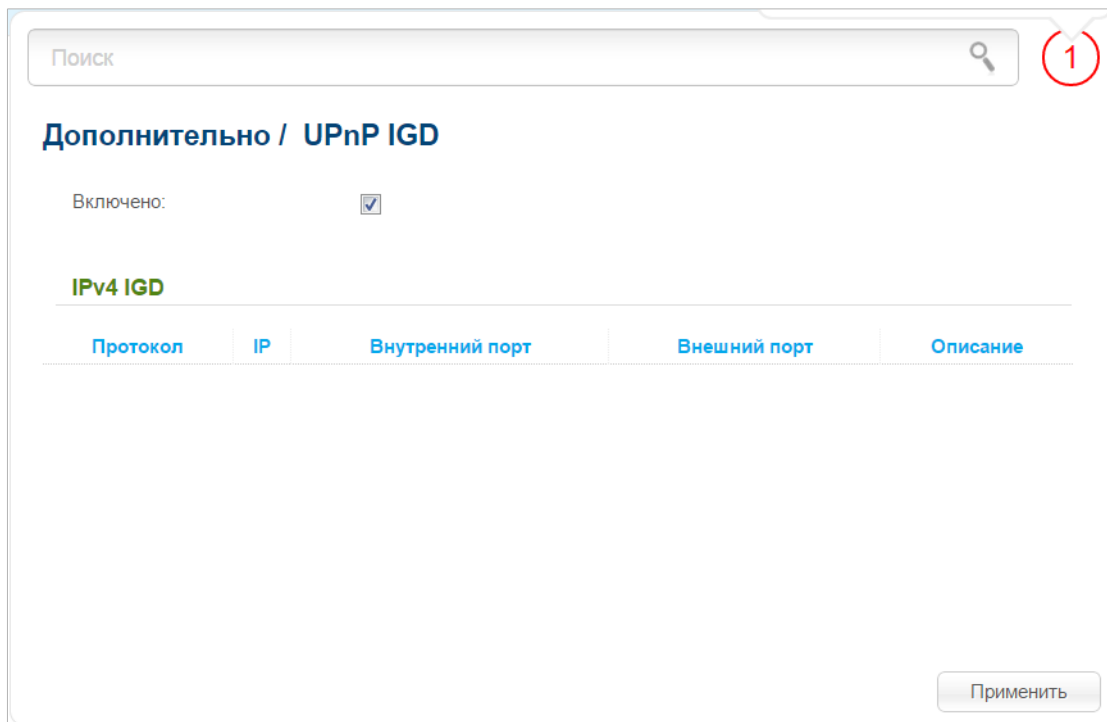 Поиск
1
Дополнительно / UPnP IGD
Включено:
IPv4 IGD
Протокол IP Внутренний порт Внешний порт Описание
Применить